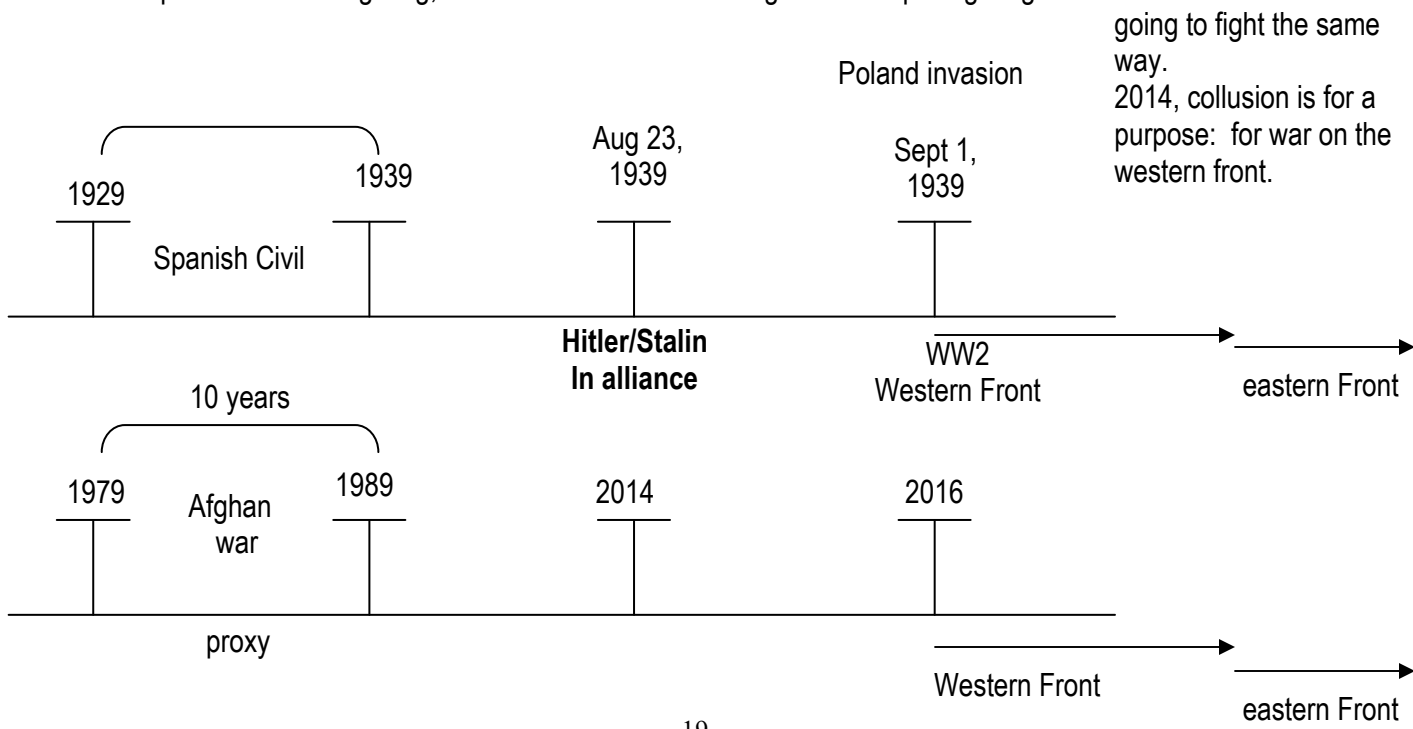 going to fight the same
way.
2014, collusion is for a
purpose: for war on the
western front.
Poland invasion
1929
1939
Aug 23,
1939
Sept 1,
1939
Spanish Civil
Hitler/Stalin
In alliance
WW2
Western Front
eastern Front
10 years
1979
Afghan
war
1989
2014
2016
proxy
Western Front
eastern Front